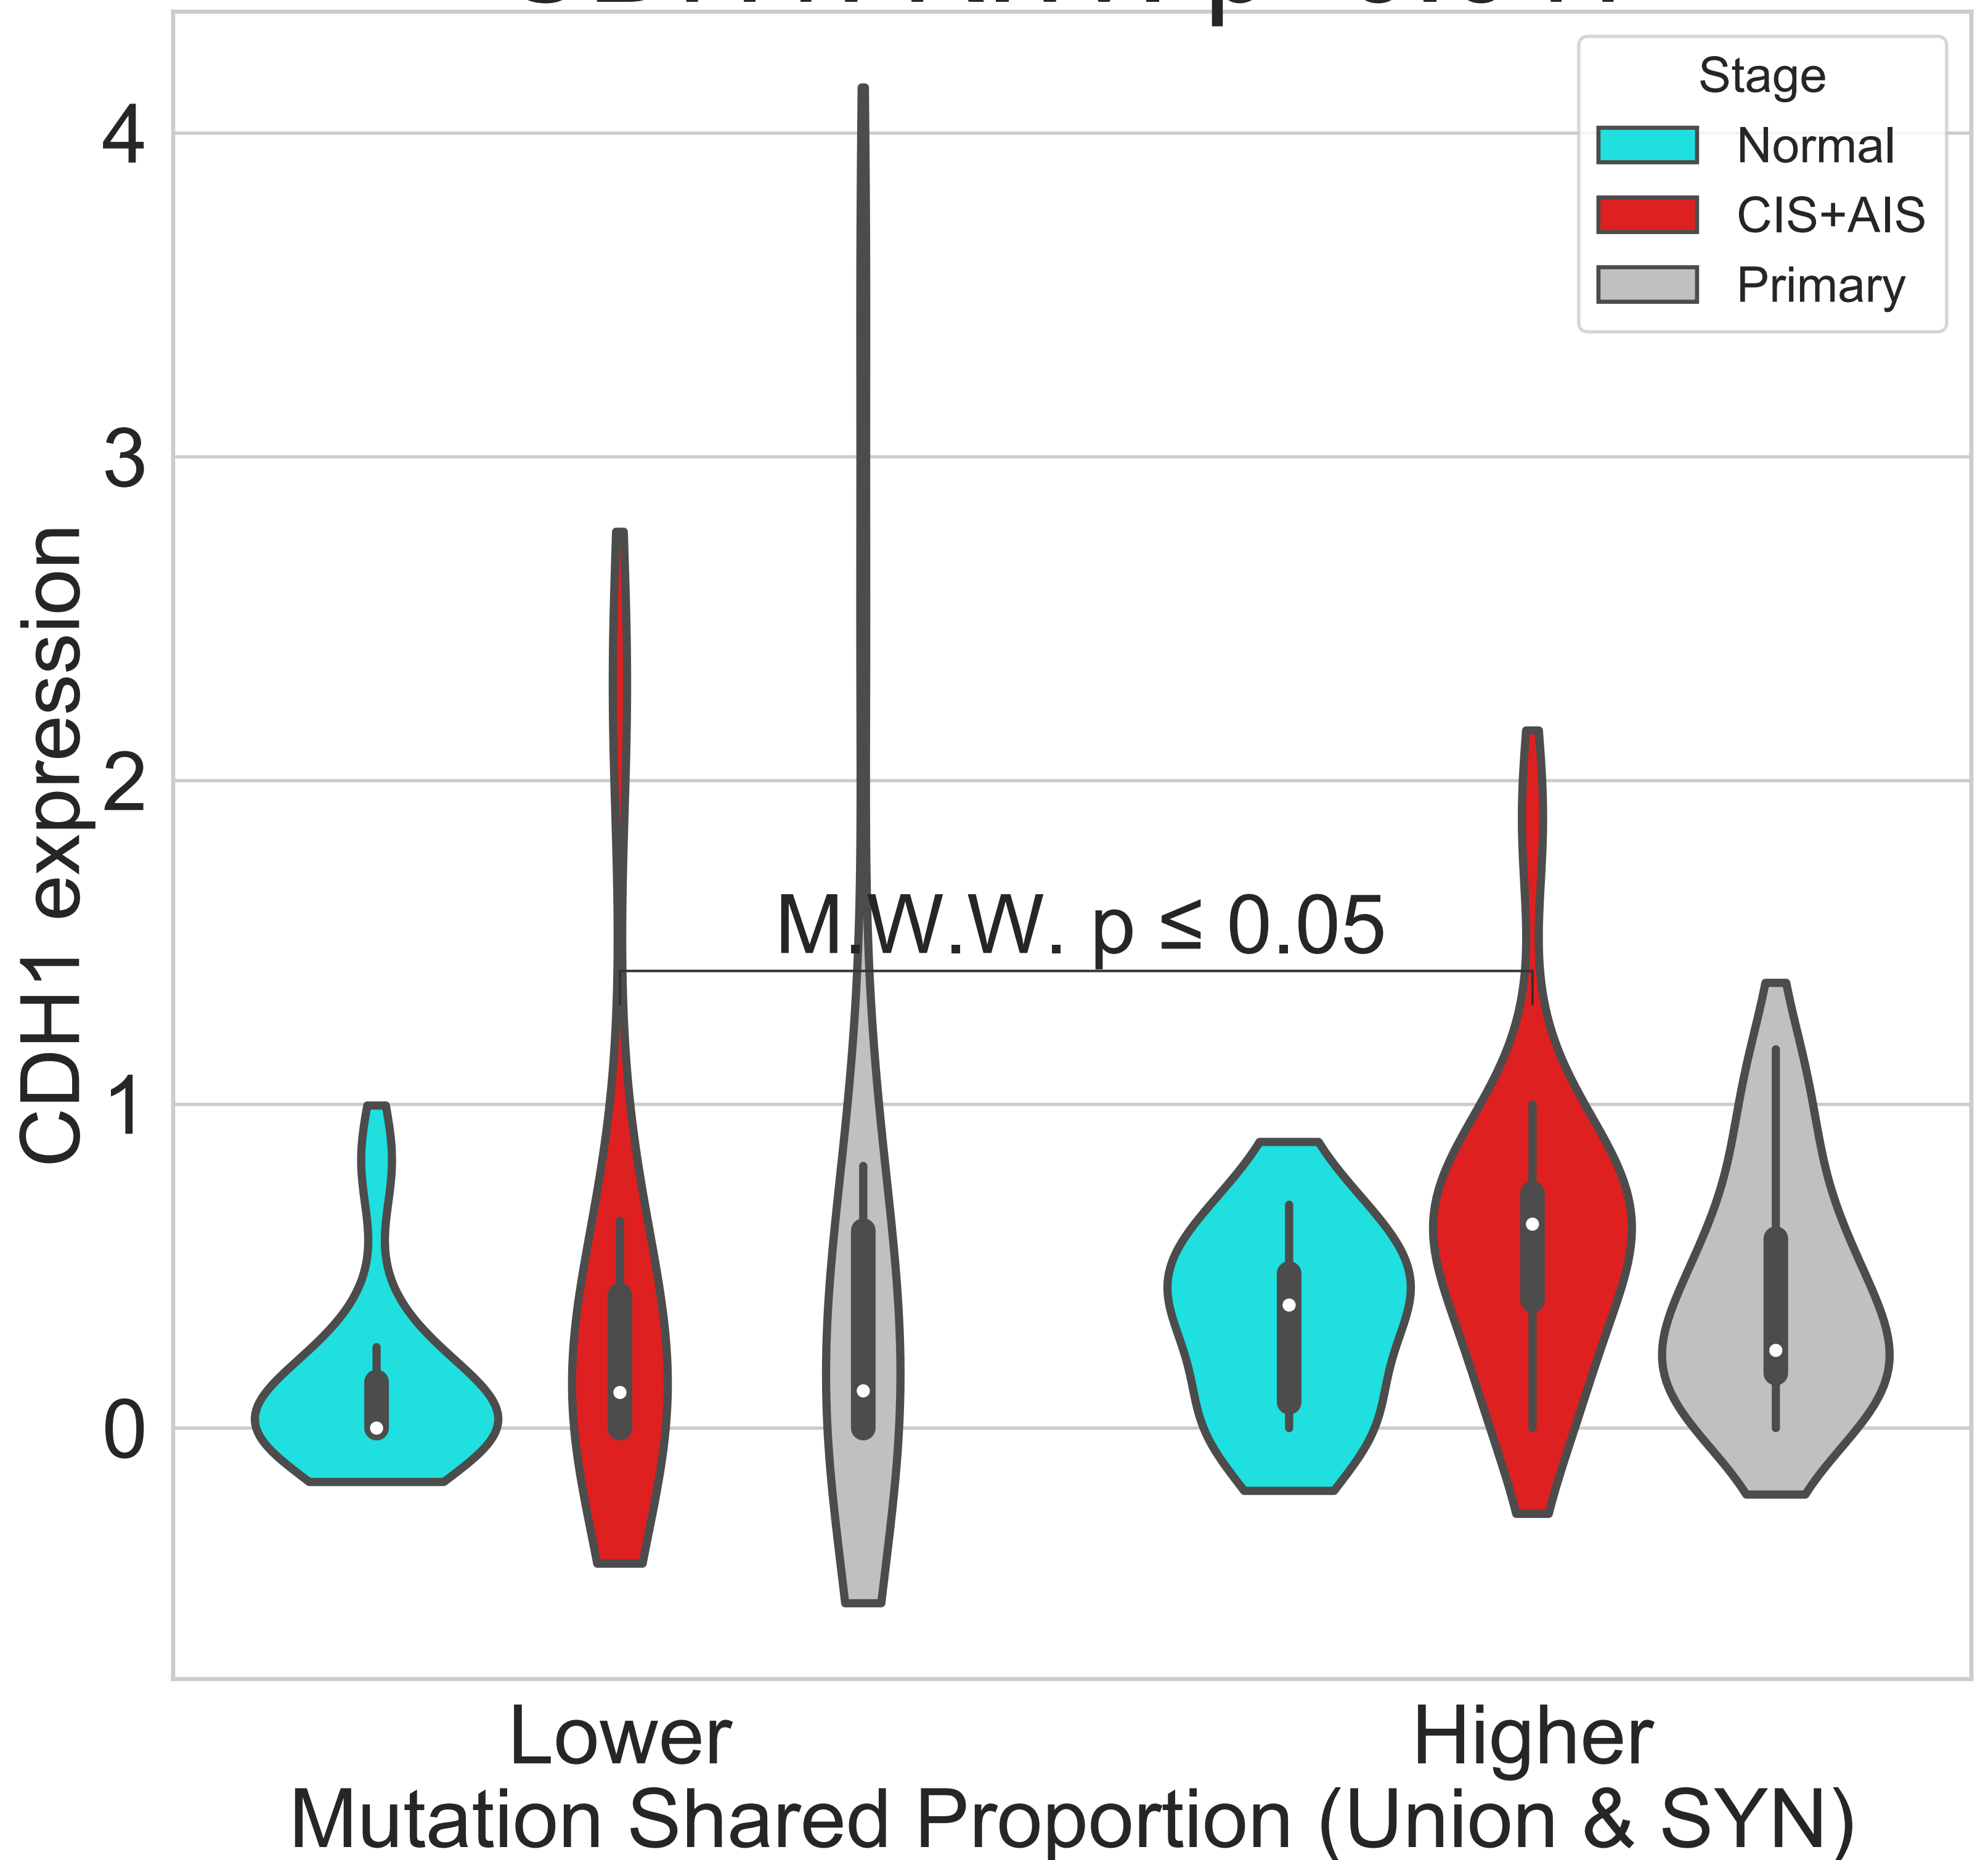 Stage
Normal
CIS+AIS
Primary
4
3
2
1
0
CDH1 expression
M.W.W. p ≤ 0.05
Lower
Higher
Mutation Shared Proportion (Union & SYN)